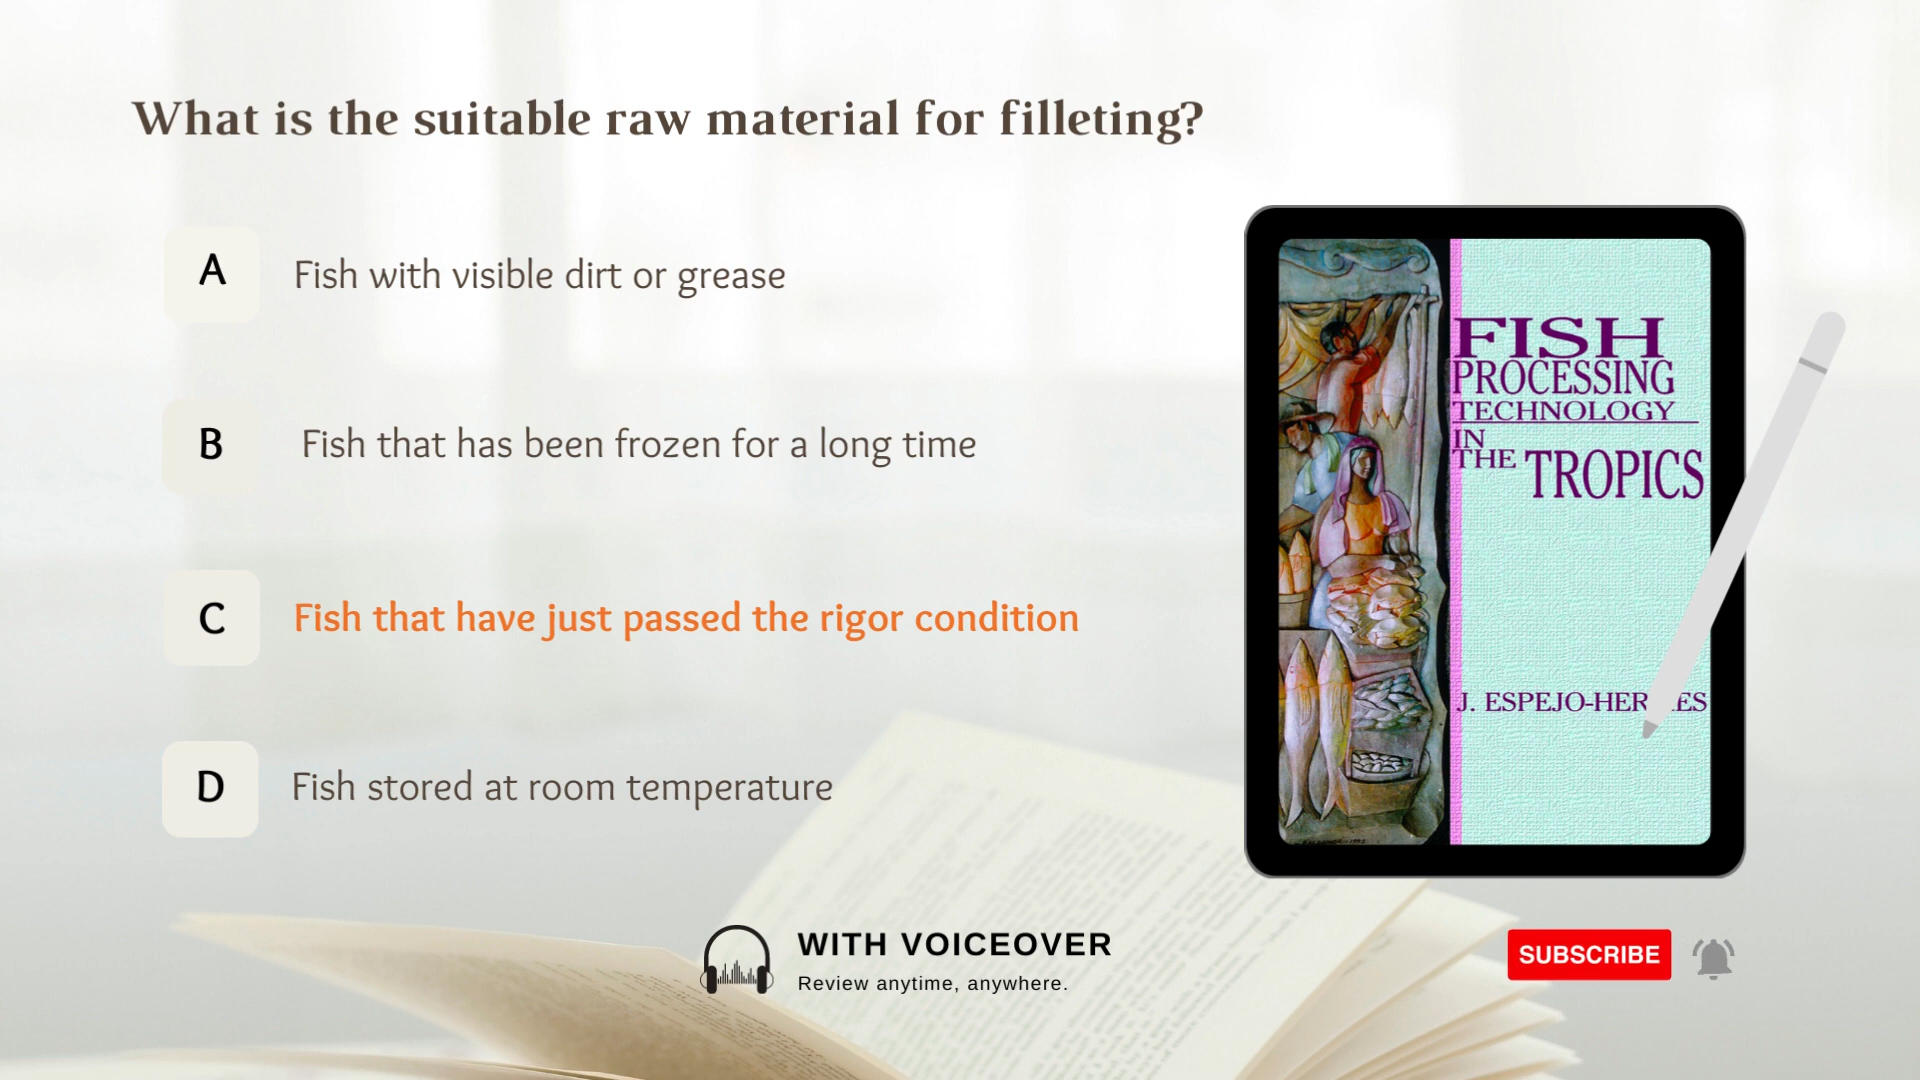 What is the suitable raw material for filleting?
A
Fish with visible dirt or grease
B
Fish that has been frozen for a long time
C
Fish that have just passed the rigor condition
D
Fish stored at room temperature
FISH
PROCESSING
TECHNOLOGY
IN
THE TROPICS
J.
WITH VOICEOVER
Review anytime, anywhere.
SUBSCRIBE